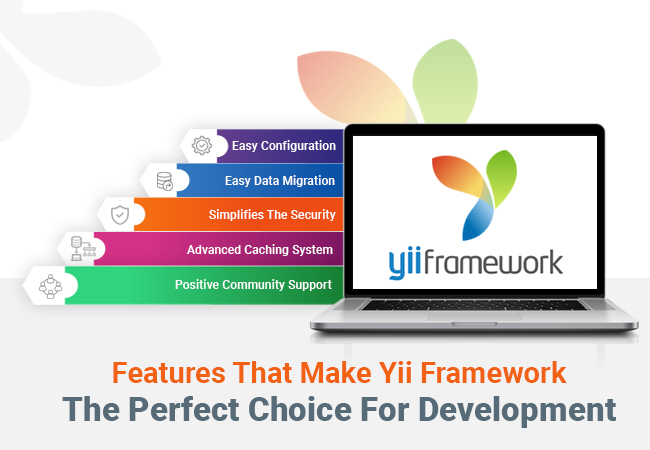 Easy Configuration
Easy Data Migration
Simplifies The Security
Advanced Caching System
Positive Community Support
yiiframework
Features That Make Yii Framework
The Perfect Choice For Development